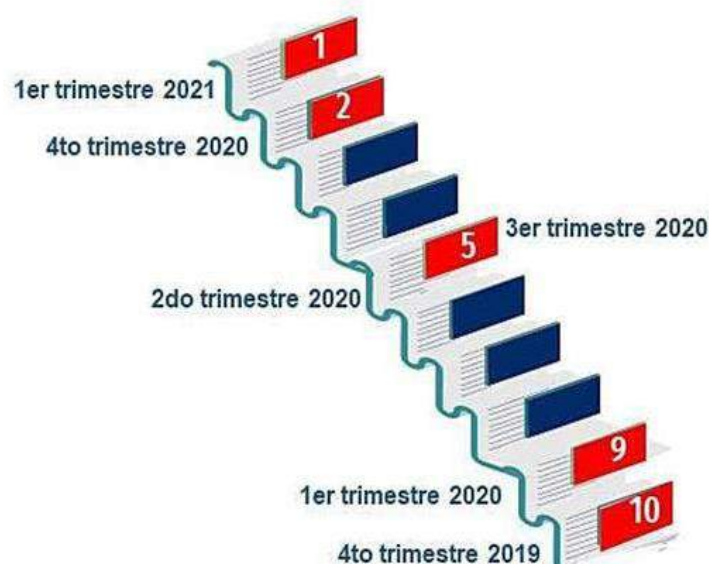 1
1er trimestre 2021
2
4to trimestre 2020
5
3er trimestre 2020
2do trimestre 2020
9
1er trimestre 2020
10
4to trimestre 2019